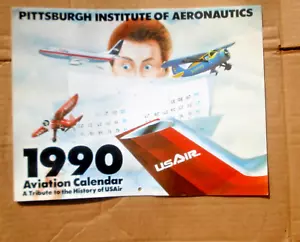 PITTSBURGH INSTITUTE OF AERONAUTICS
USAIR
1990
Aviation Calendar
A Tribute to the History of USAir